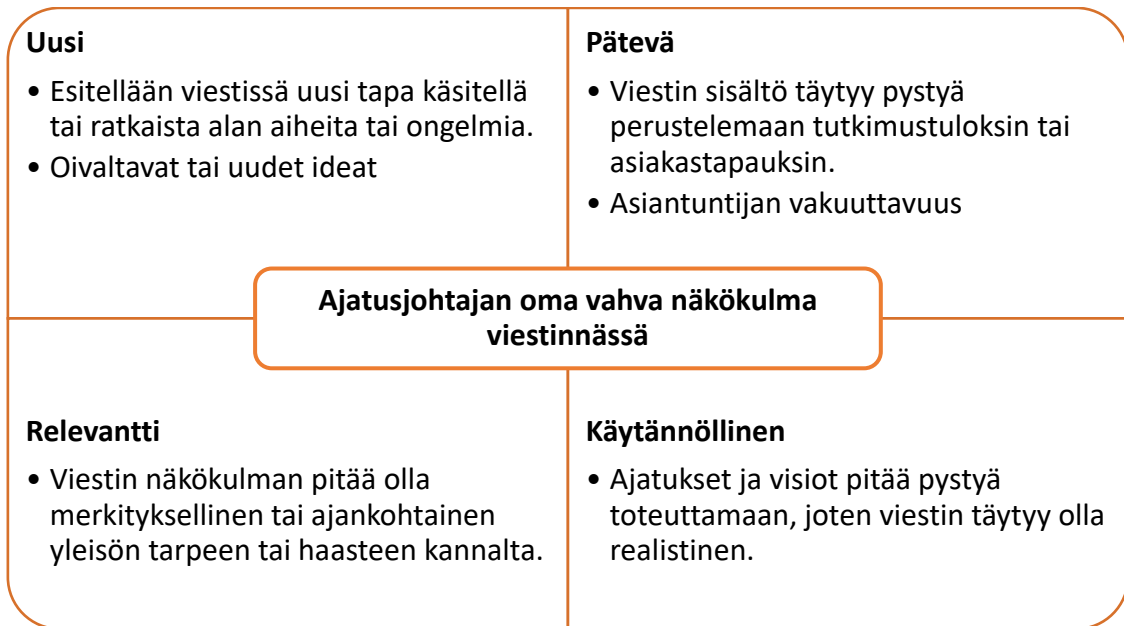 Uusi
• Esitellään viestissä uusi tapa käsitellä
tai ratkaista alan aiheita tai ongelmia.
• Oivaltavat tai uudet ideat
Pätevä
• Viestin sisältö täytyy pystyä
perustelemaan tutkimustuloksin tai
asiakastapauksin.
• Asiantuntijan vakuuttavuus
Ajatusjohtajan oma vahva näkökulma
viestinnässä
Relevantti
• Viestin näkökulman pitää olla
merkityksellinen tai ajankohtainen
yleisön tarpeen tai haasteen kannalta.
Käytännöllinen
• Ajatukset ja visiot pitää pystyä
toteuttamaan, joten viestin täytyy olla
realistinen.